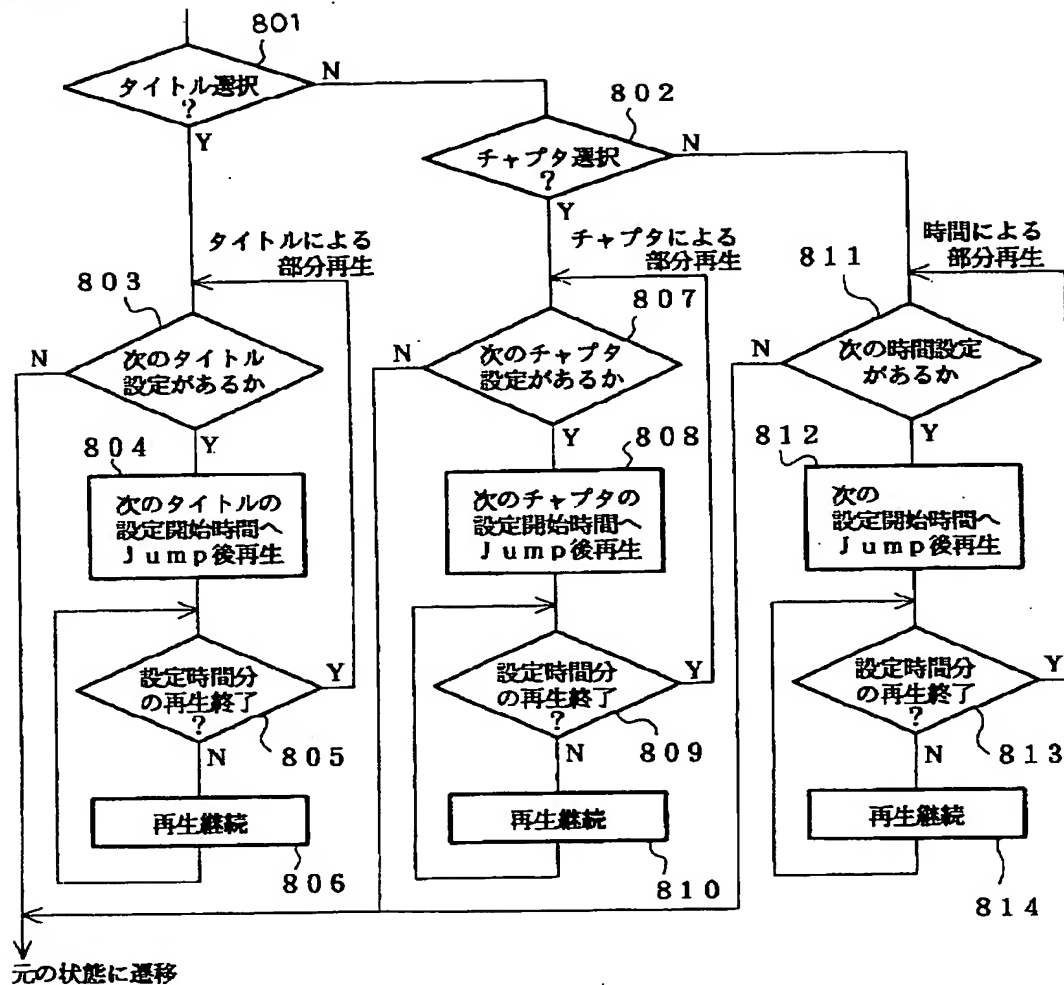 801
タイトル選択
?
N
Y
802
チャプタ選択
?
N
Y
タイトルによる
部分再生
チャプタによる
部分再生
時間による
部分再生
803
次のタイトル
設定があるか
N
Y
807
次のチャプタ
設定があるか
N
Y
811
次の時間設定
があるか
N
Y
804
次のタイトルの
設定開始時間へ
Jump後再生
808
次のチャプタの
設定開始時間へ
Jump後再生
812
次の
設定開始時間へ
Jump後再生
設定時間分
の再生終了
?
Y
N
805
設定時間分
の再生終了
?
Y
N
809
設定時間分
の再生終了
?
Y
N
813
再生継続
806
再生継続
810
再生継続
814
元の状態に遷移